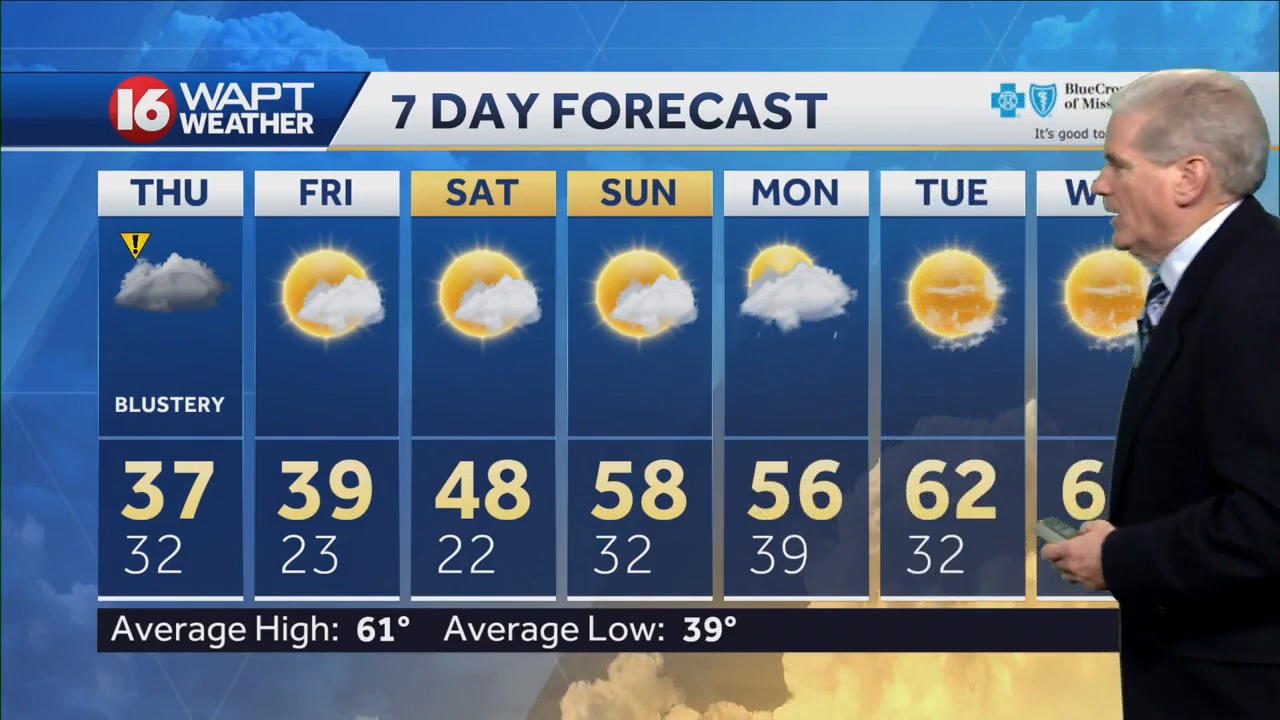 16 WAPT
WEATHER
7 DAY FORECAST
of
It's good to
THU FRI SAT SUN MON TUE
!
BLUSTERY
37 39 48 58 56 62
32 23 22 32 39 32
Average High: 61° Average Low: 39°